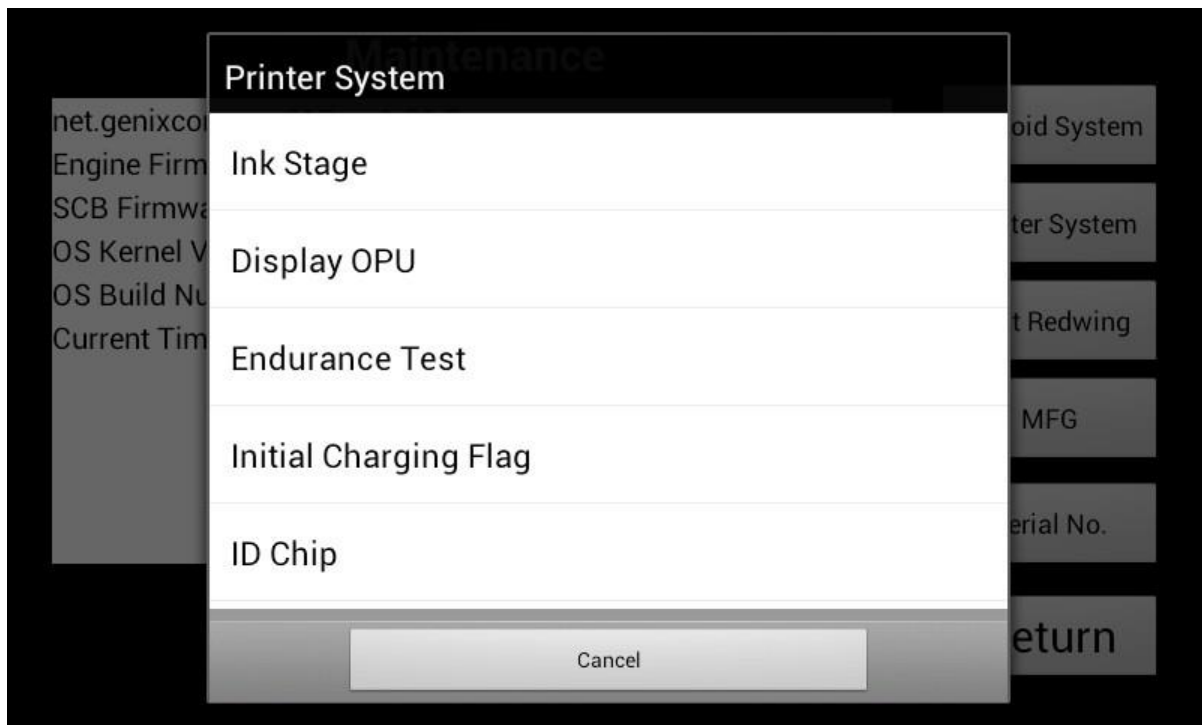 Maintenance
Printer System
net.genixco
Engine Firm
SCB Firmwa
OS Kernel V
OS Build Nu
Current Tim
Ink Stage
Display OPU
Endurance Test
Initial Charging Flag
ID Chip
Cancel
oid System
ter System
t Redwing
MFG
erial No.
eturn